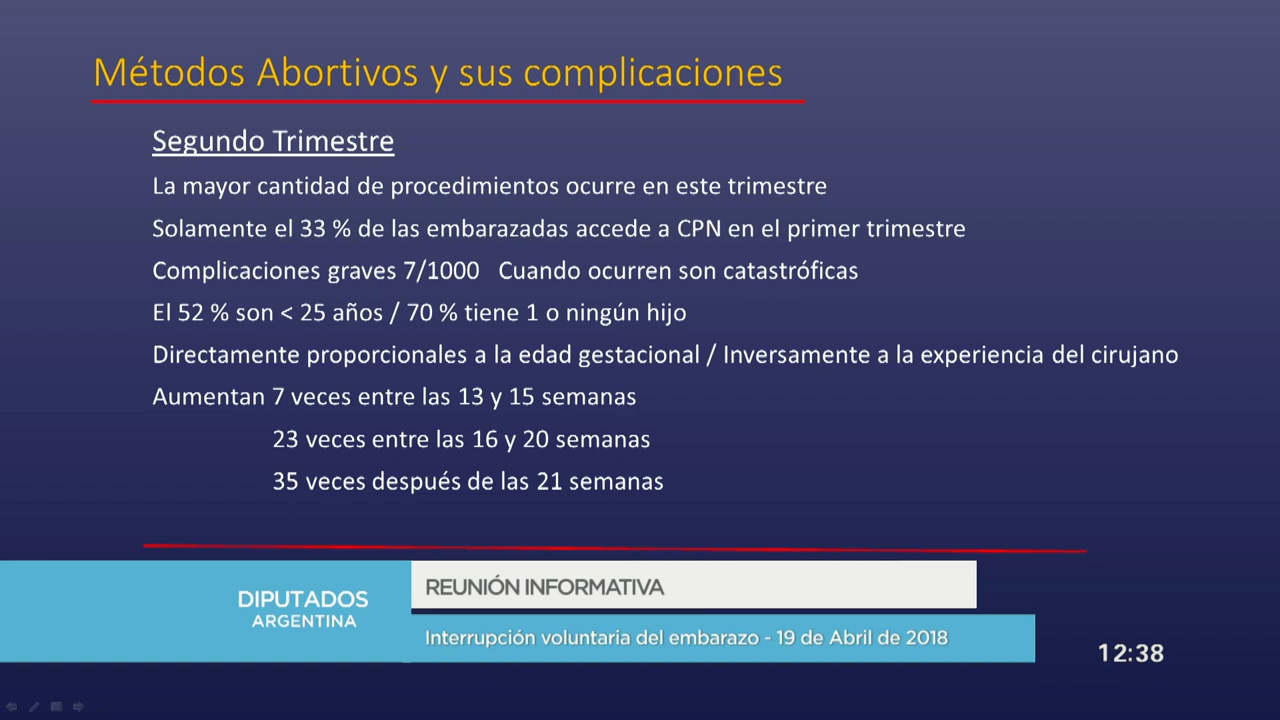 Métodos Abortivos y sus complicaciones
Segundo Trimestre
La mayor cantidad de procedimientos ocurre en este trimestre
Solamente el 33 % de las embarazadas accede a CPN en el primer trimestre
Complicaciones graves 7/1000 Cuando ocurren son catastróficas
El 52 % son < 25 años / 70 % tiene 1 o ningún hijo
Directamente proporcionales a la edad gestacional / Inversamente a la experiencia del cirujano
Aumentan 7 veces entre las 13 y 15 semanas
23 veces entre las 16 y 20 semanas
35 veces después de las 21 semanas
DIPUTADOS
ARGENTINA
REUNIÓN INFORMATIVA
Interrupción voluntaria del embarazo - 19 de Abril de 2018
12:38